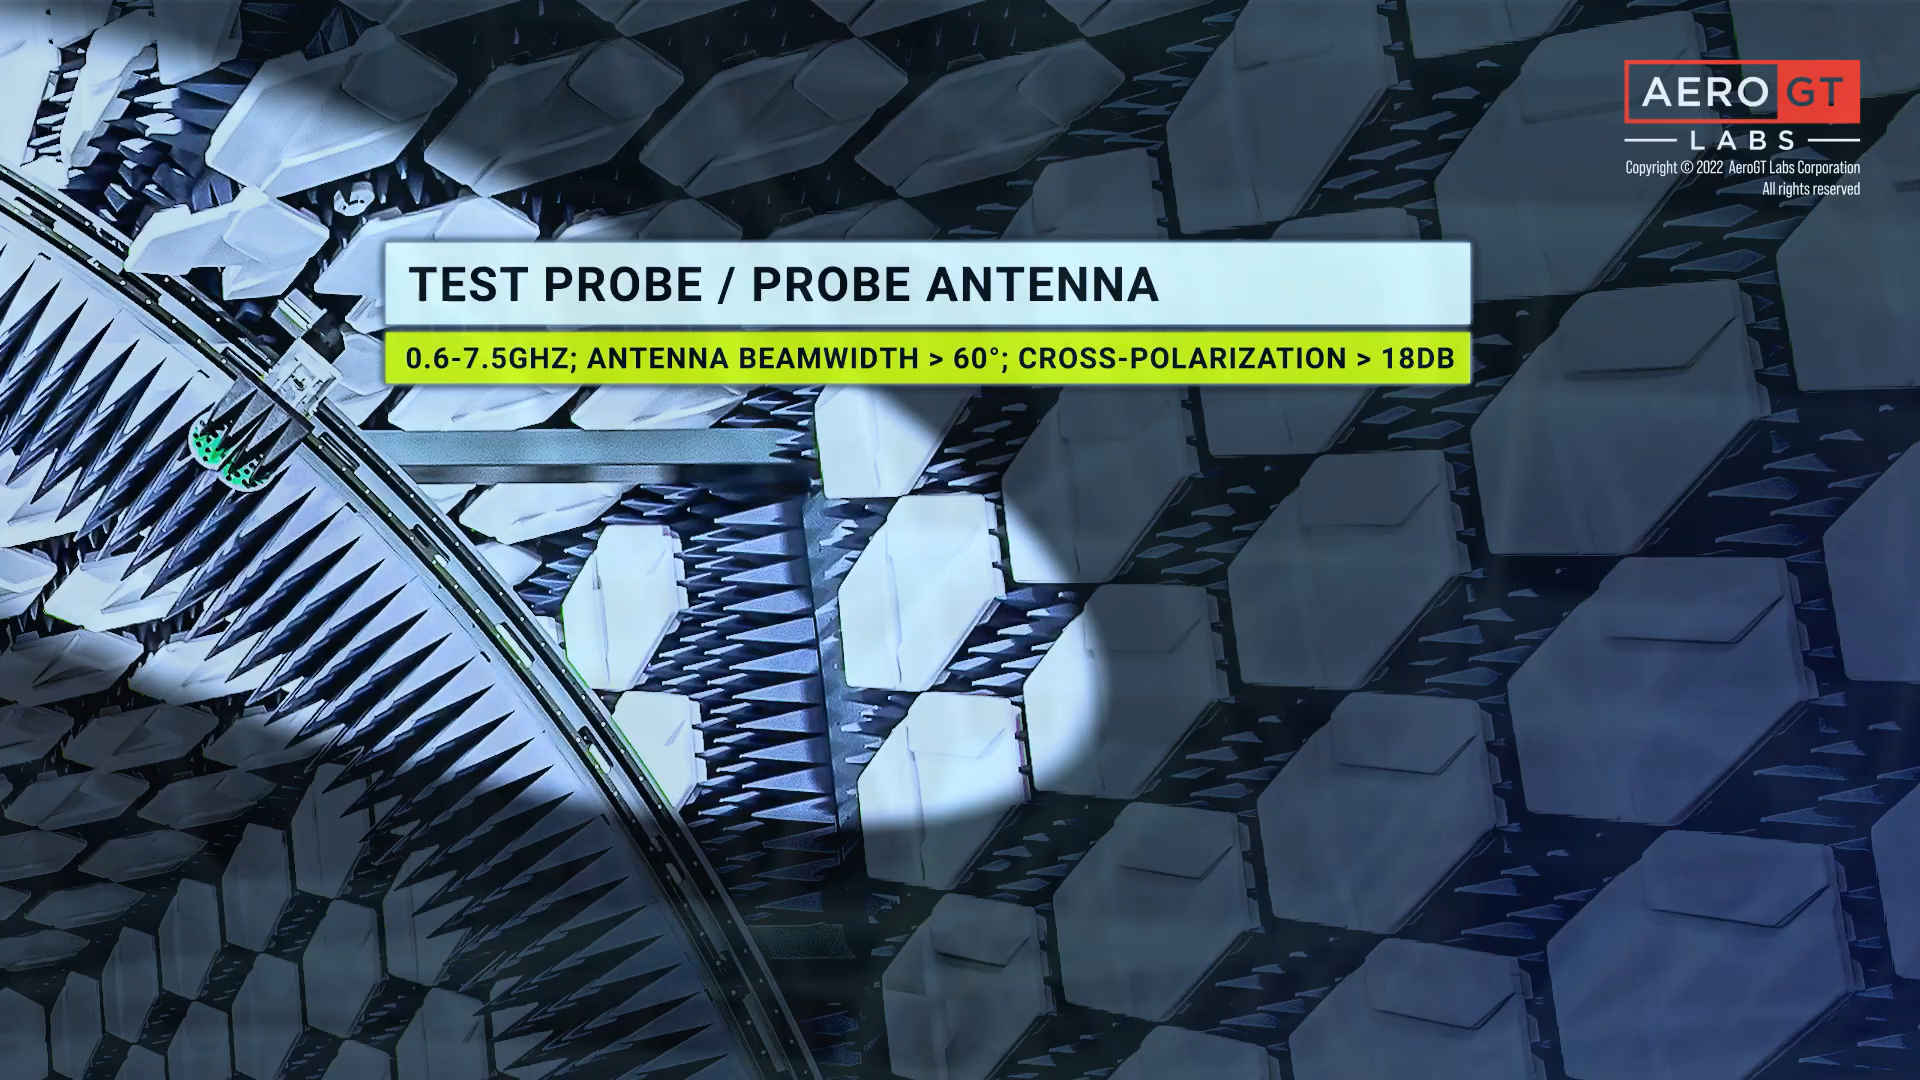 AERO GT
LABS
Copyright © 2022 AeroGT Labs Corporation
All rights reserved
TEST PROBE / PROBE ANTENNA
0.6-7.5GHZ; ANTENNA BEAMWIDTH > 60°; CROSS-POLARIZATION > 18DB